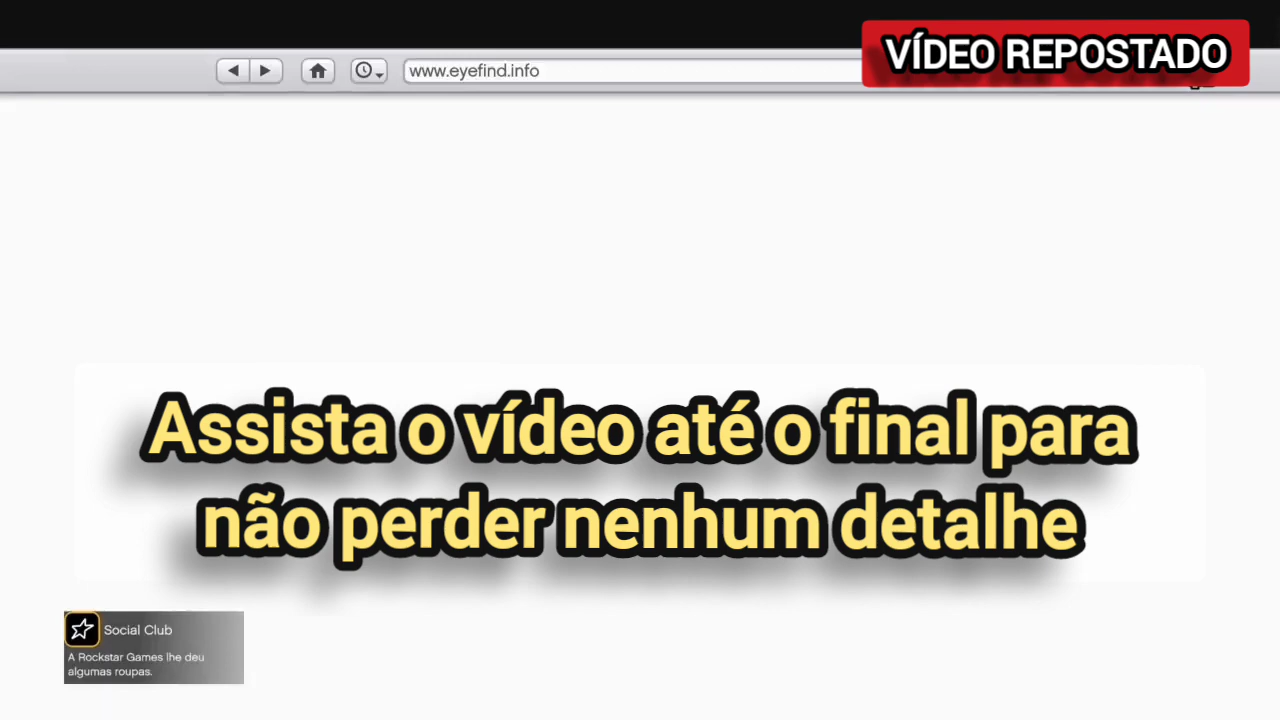 VÍDEO REPOSTADO
www.eyefind.info
Assista o vídeo até o final para
não perder nenhum detalhe
Social Club
A Rockstar Games lhe deu
algumas roupas.